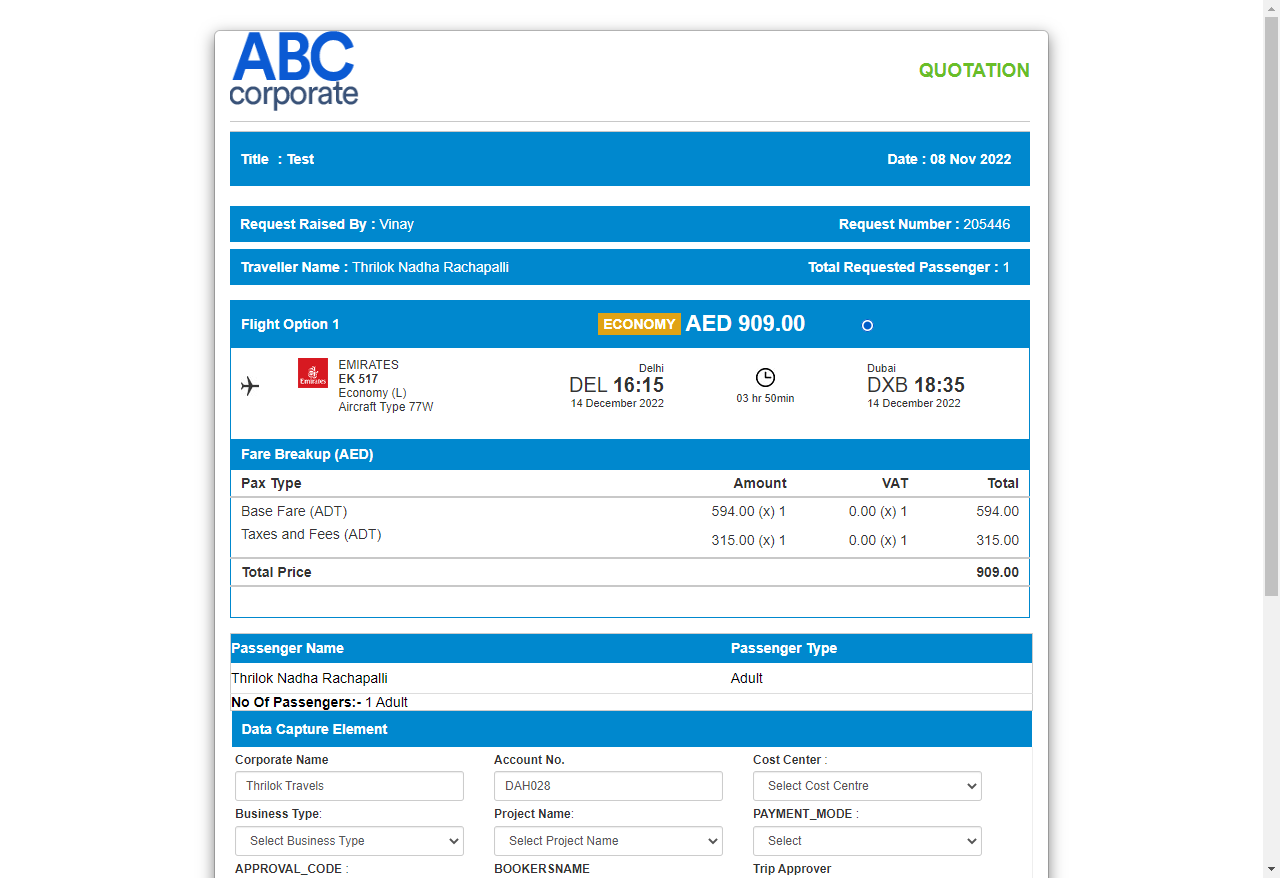 ABC
corporate
QUOTATION
Title : Test Date : 08 Nov 2022
Request Raised By : Vinay Request Number : 205446
Traveller Name : Thrilok Nadha Rachapalli Total Requested Passenger : 1
Flight Option 1 ECONOMY AED 909.00
Emirates
EMIRATES
EK 517
Economy (L)
Aircraft Type 77W
Delhi
DEL 16:15
14 December 2022
03 hr 50min
Dubai
DXB 18:35
14 December 2022
Fare Breakup (AED)
Pax Type Amount VAT Total
Base Fare (ADT) 594.00 (x) 1 0.00 (x) 1 594.00
Taxes and Fees (ADT) 315.00 (x) 1 0.00 (x) 1 315.00
Total Price 909.00
Passenger Name Passenger Type
Thrilok Nadha Rachapalli Adult
No Of Passengers:- 1 Adult
Data Capture Element
Corporate Name Account No. Cost Center :
Thrilok Travels DAH028 Select Cost Centre
Business Type: Project Name: PAYMENT_MODE :
Select Business Type Select Project Name Select
APPROVAL_CODE : BOOKERSNAME Trip Approver